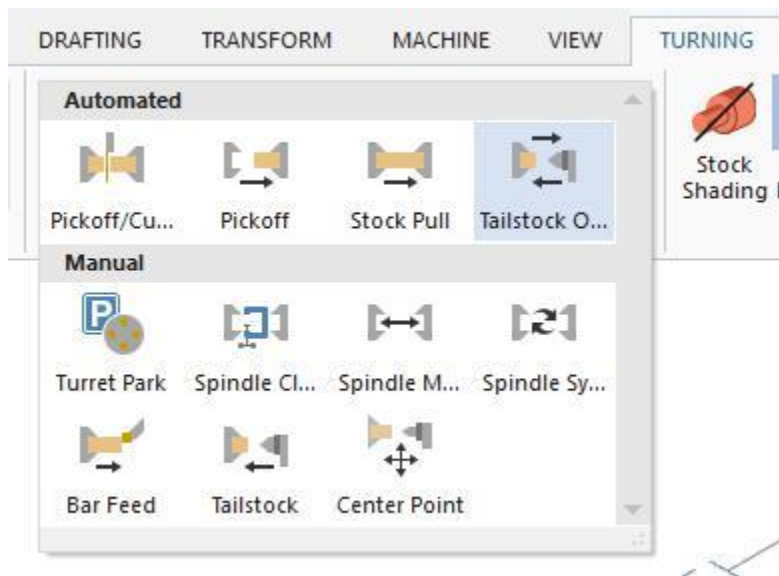 DRAFTING TRANSFORM MACHINE VIEW TURNING
Automated
Pickoff/Cu... Pickoff Stock Pull Tailstock O...
Stock
Shading
Manual
P
Turret Park Spindle Cl... Spindle M... Spindle Sy...
Bar Feed Tailstock Center Point